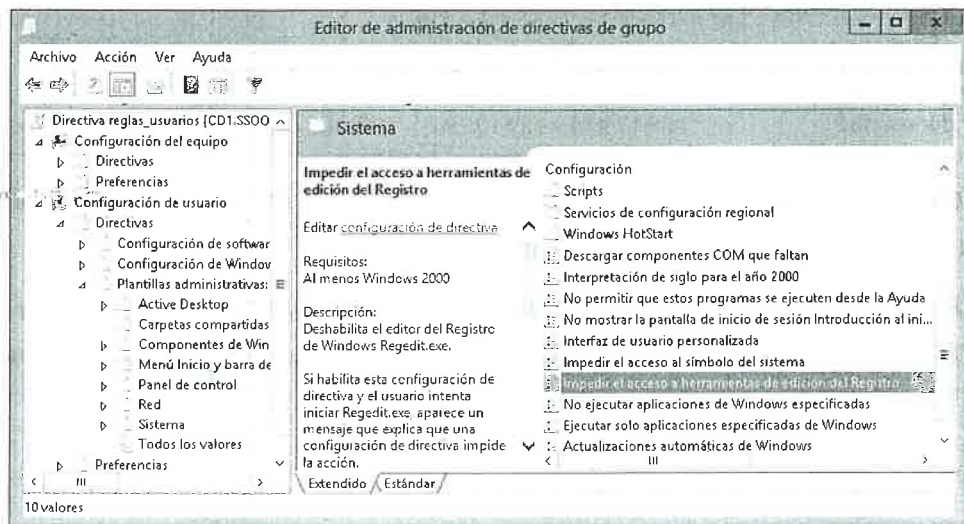 Editor de administración de directivas de grupo
Archivo Acción Ver Ayuda
Directiva reglas_usuarios [CD1.SSOO
Configuración del equipo
Directivas
Preferencias
Configuración de usuario
Directivas
Configuración de softwar
Configuración de Window
Plantillas administrativas:
Active Desktop
Carpetas compartidas
Componentes de Win
Menú Inicio y barra de
Panel de control
Red
Sistema
Todos los valores
Preferencias
Sistema
Impedir el acceso a herramientas de
edición del Registro
Editar configuración de directiva
Requisitos:
Al menos Windows 2000
Descripción:
Deshabilita el editor del Registro
de Windows Regedit.exe.
Si habilita esta configuración de
directiva y el usuario intenta
iniciar Regedit.exe, aparece un
mensaje que explica que una
configuración de directiva impide
la acción.
Configuración
Scripts
Servicios de configuración regional
Windows HotStart
Descargar componentes COM que faltan
Interpretación de siglo para el año 2000
No permitir que estos programas se ejecuten desde la Ayuda
No mostrar la pantalla de inicio de sesión Introducción al ini...
Interfaz de usuario personalizada
Impedir el acceso al símbolo del sistema
Impedir el acceso a herramientas de edición del Registro
No ejecutar aplicaciones de Windows especificadas
Ejecutar solo aplicaciones especificadas de Windows
Actualizaciones automáticas de Windows
Extendido Estándar
10 valores